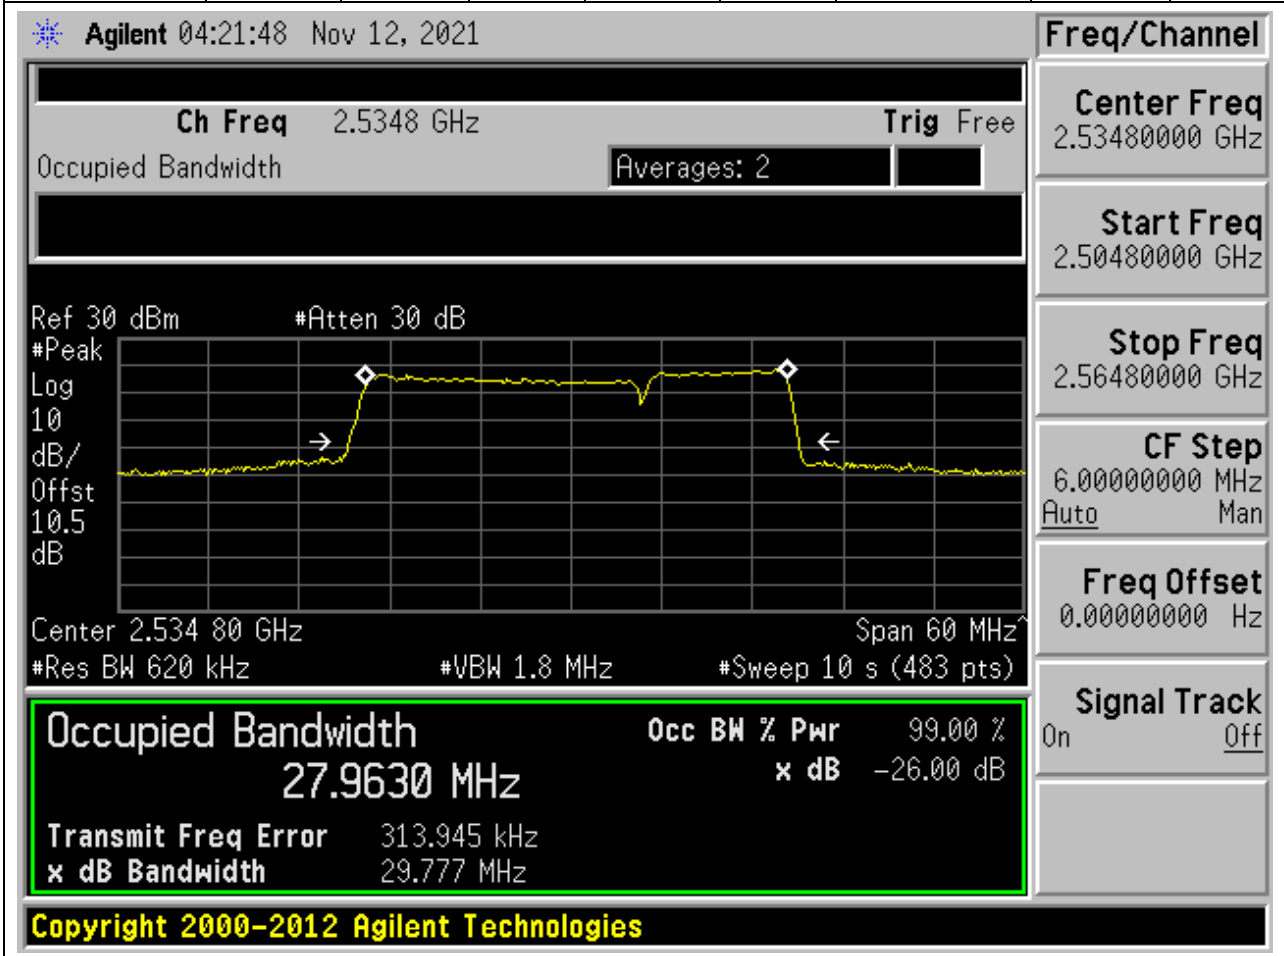 Agilent 04:21:48 Nov 12, 2021
Freq/Channel
Ch Freq 2.5348 GHz Trig Free
Occupied Bandwidth Averages: 2
Center Freq
2.53480000 GHz
Start Freq
2.50480000 GHz
Stop Freq
2.56480000 GHz
CF Step
6.00000000 MHz
Auto Man
Freq Offset
0.00000000 Hz
Signal Track
On Off
Ref 30 dBm #Atten 30 dB
#Peak
Log
10
dB/
Offst
10.5
dB
Center 2.534 80 GHz Span 60 MHz^
#Res BW 620 kHz #VBW 1.8 MHz #Sweep 10 s (483 pts)
Occupied Bandwidth Occ BW % Pwr 99.00 %
27.9630 MHz x dB -26.00 dB
Transmit Freq Error 313.945 kHz
x dB Bandwidth 29.777 MHz
Copyright 2000-2012 Agilent Technologies